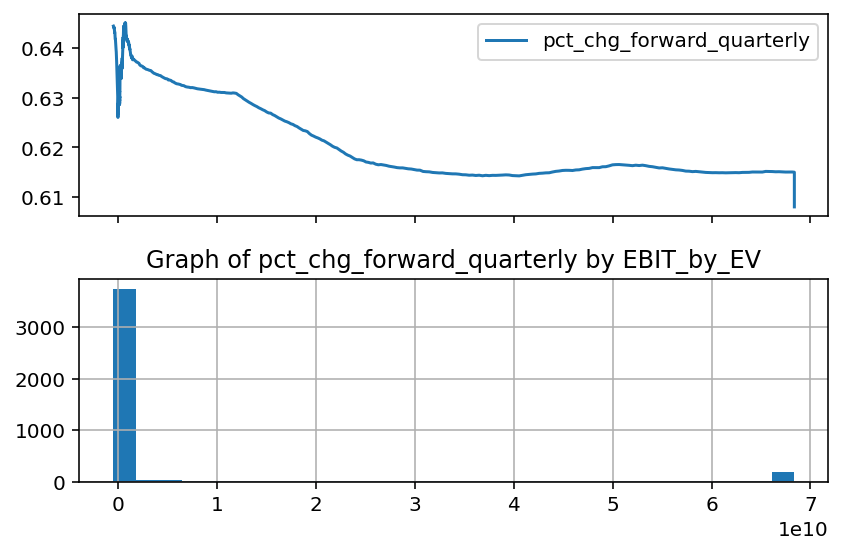 0.64
pct_chg_forward_quarterly
0.63
0.62
0.61
Graph of pct_chg_forward_quarterly by EBIT_by_EV
3000
2000
1000
0
0 1 2 3 4 5 6 7
1e10